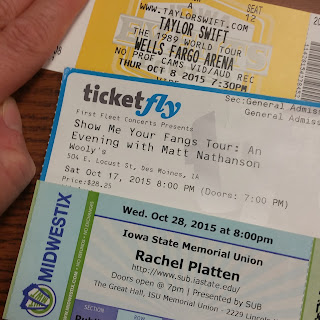 WWW.TAYLORSWIFT.COM
TAYLOR SWIFT
THE 1989 WORLD TOUR
WELLS FARGO ARENA
NO PROF CAMS VID/AUD REC
THUR OCT 8 2015 7:30PM
SEAT
12
ticketfly
Sec:General Admis
General Admiss
First Fleet Concerts Presents
Show Me Your Fangs Tour: An
Evening with Matt Nathanson
Wooly's
504 E. Locust St, Des Moines, IA
Sat Oct 17, 2015 8:00 PM (Doors: 7:00 PM)
Price:$28.25
MIDWESTIX
Wed. Oct 28, 2015 at 8:00pm
Iowa State Memorial Union
Rachel Platten
http://www.sub.iastate.edu/
Doors open @ 7pm | Presented by SUB
The Great Hall, ISU Memorial Union - 2229 Lincoln
SECTION